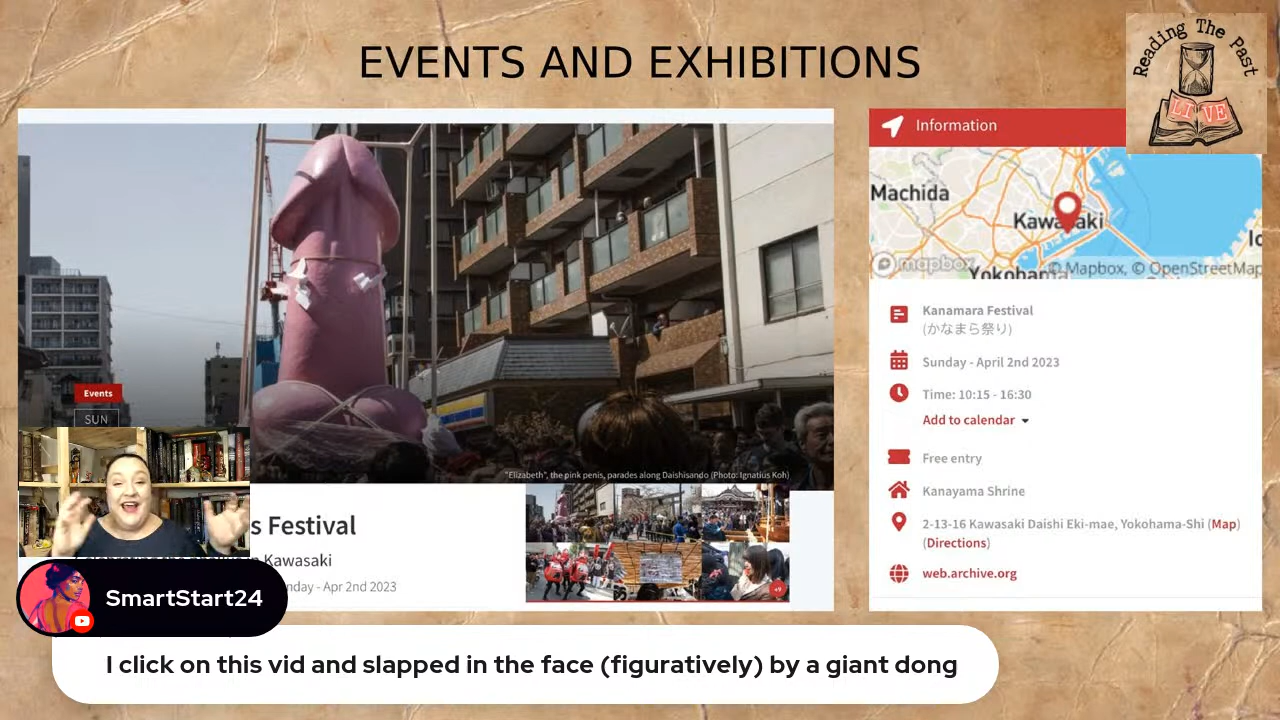 EVENTS AND EXHIBITIONS
Reading The Past
LIVE
Events
SUN
"Elizabeth", the pink penis, parades along Daishisando (Photo: Ignatius Koh)
s Festival
Kawasaki
nday - Apr 2nd 2023
+9
Information
Machida
Kawasaki
Yokohama
mapbox
© Mapbox, © OpenStreetMap
Kanamara Festival
(かなまら祭り)
Sunday - April 2nd 2023
Time: 10:15 - 16:30
Add to calendar
Free entry
Kanayama Shrine
2-13-16 Kawasaki Daishi Eki-mae, Yokohama-Shi (Map)
(Directions)
web.archive.org
SmartStart24
I click on this vid and slapped in the face (figuratively) by a giant dong